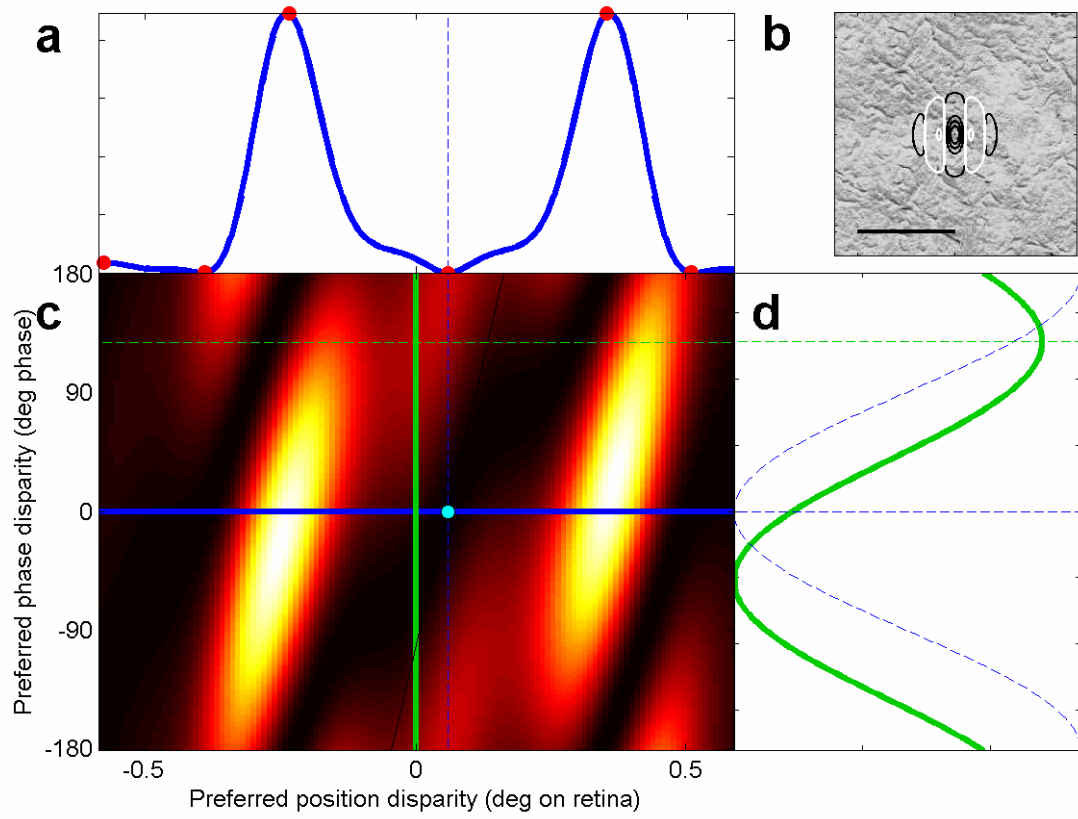 a
b
180
c
d
90
0
-90
-180
Preferred phase disparity (deg phase)
-0.5 0 0.5
Preferred position disparity (deg on retina)